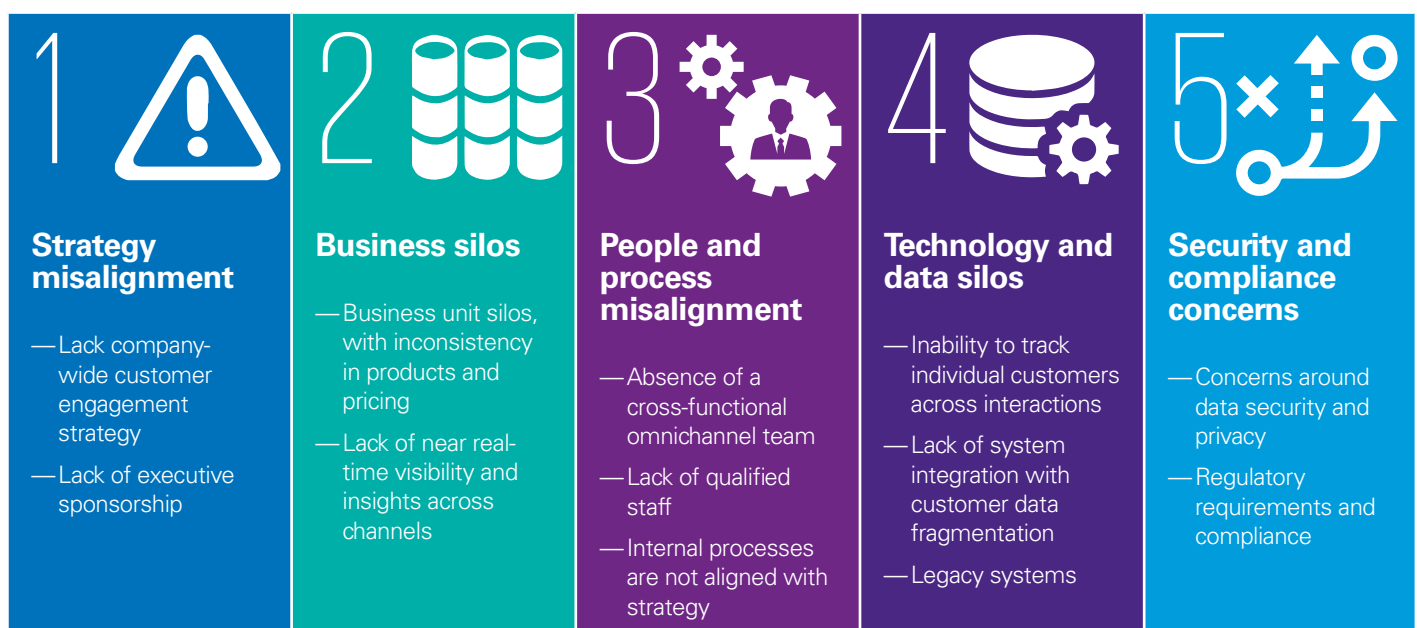 1
Strategy
misalignment
—Lack company-
wide customer
engagement
strategy
—Lack of executive
sponsorship
2
Business silos
—Business unit silos,
with inconsistency
in products and
pricing
—Lack of near real-
time visibility and
insights across
channels
3
People and
process
misalignment
—Absence of a
cross-functional
omnichannel team
—Lack of qualified
staff
—Internal processes
are not aligned with
strategy
4
Technology and
data silos
—Inability to track
individual customers
across interactions
—Lack of system
integration with
customer data
fragmentation
—Legacy systems
5
Security and
compliance
concerns
—Concerns around
data security and
privacy
—Regulatory
requirements and
compliance